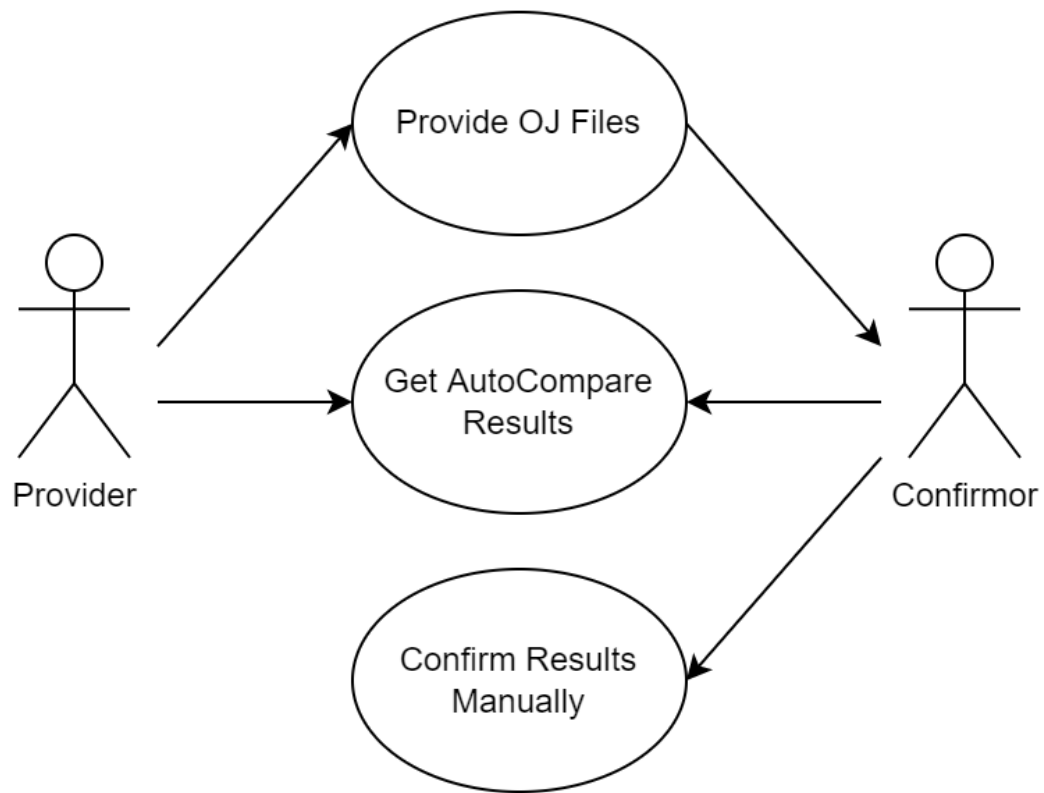 Provide OJ Files
Get AutoCompare
Results
Provider
Confirmor
Confirm Results
Manually